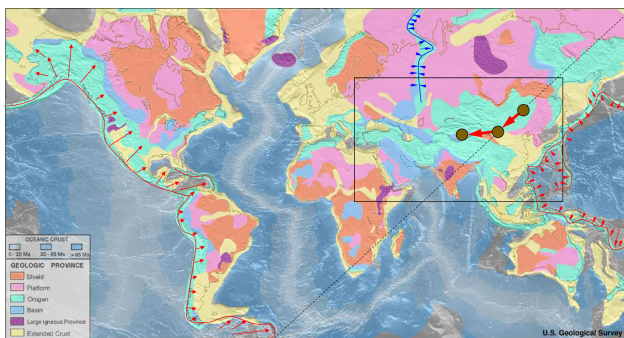 OCEANIC CRUST
0 - 20 Ma 20 - 65 Ma > 65 Ma
GEOLOGIC PROVINCE
Shield
Platform
Orogen
Basin
Large Igneous Province
Extended Crust
U.S. Geological Survey